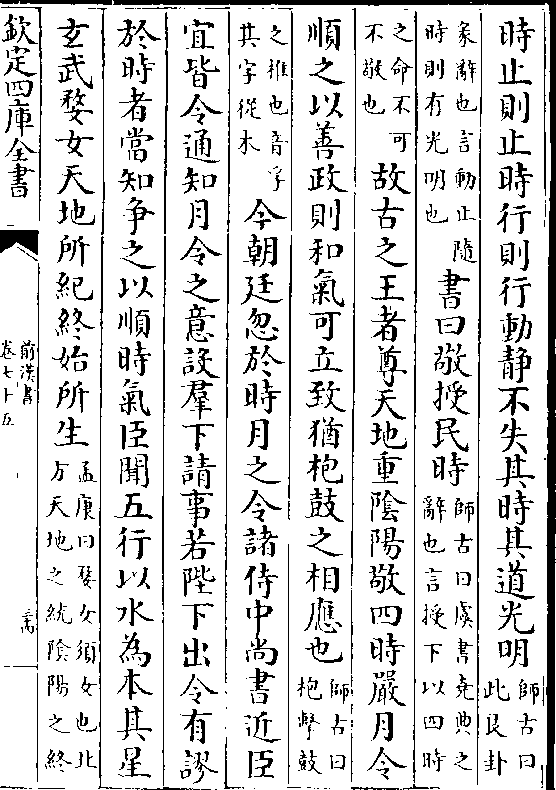 時止則止時行則行動静不失其時其道光明師古曰此艮卦
彖辭也言動止隨時則有光明也書曰敬授民時師古曰虞書堯典之辭也言授下以四時
之命不可不敬也故古之王者尊天地重隂陽敬四時嚴月令
順之以善政則和氣可立致猶枹鼓之相應也師古曰枹擊鼓
之椎也音孚其字從木今朝廷忽於時月之令諸侍中尚書近臣
宜皆令通知月令之意設羣下請事若陛下出令有謬
於時者當知争之以順時氣臣聞五行以水為本其星
玄武婺女天地所紀終始所生孟康曰婺女須女也北方天地之統隂陽之終
欽定四庫全書
前漢書
卷七十五